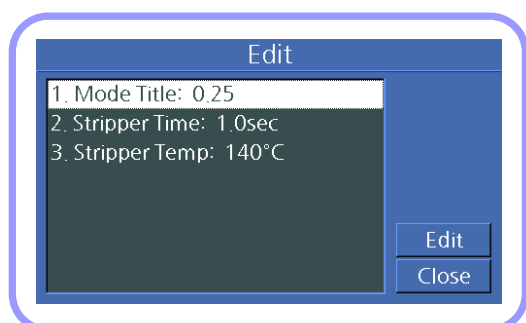 Edit
1. Mode Title: 0.25
2. Stripper Time: 1.0sec
3. Stripper Temp: 140°C
Edit
Close